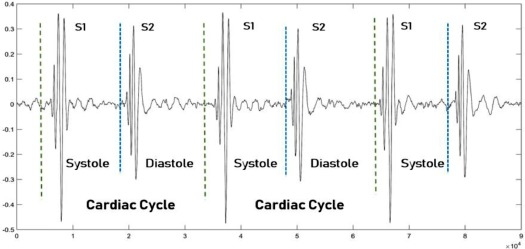 0.4
S1 S2 S1 S2 S1 S2
0.3
0.2
0.1
0
-0.1
-0.2
Systole Diastole Systole Diastole Systole
-0.3
-0.4
Cardiac Cycle Cardiac Cycle
-0.5
0 1 2 3 4 5 6 7 8 9
× 10⁴